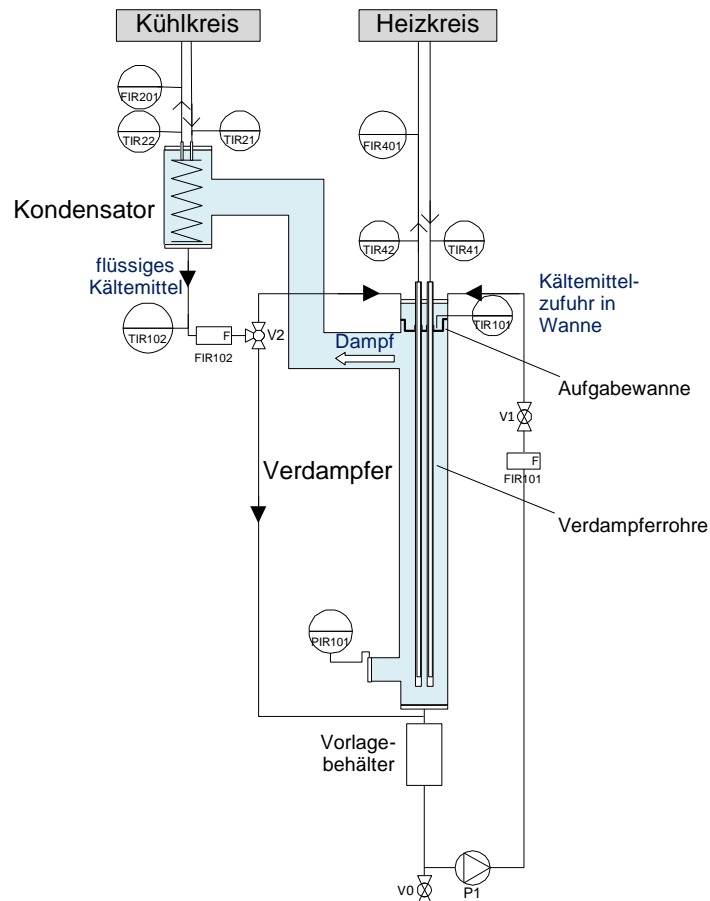 Kühlkreis
Heizkreis
FIR201
TIR22
TIR21
FIR401
Kondensator
TIR42
TIR41
flüssiges
Kältemittel
Kältemittel-
zufuhr in
Wanne
TIR102
F
FIR102
V2
TIR101
Dampf
Aufgabewanne
V1
F
FIR101
Verdampfer
Verdampferrohre
PIR101
Vorlage-
behälter
V0
P1